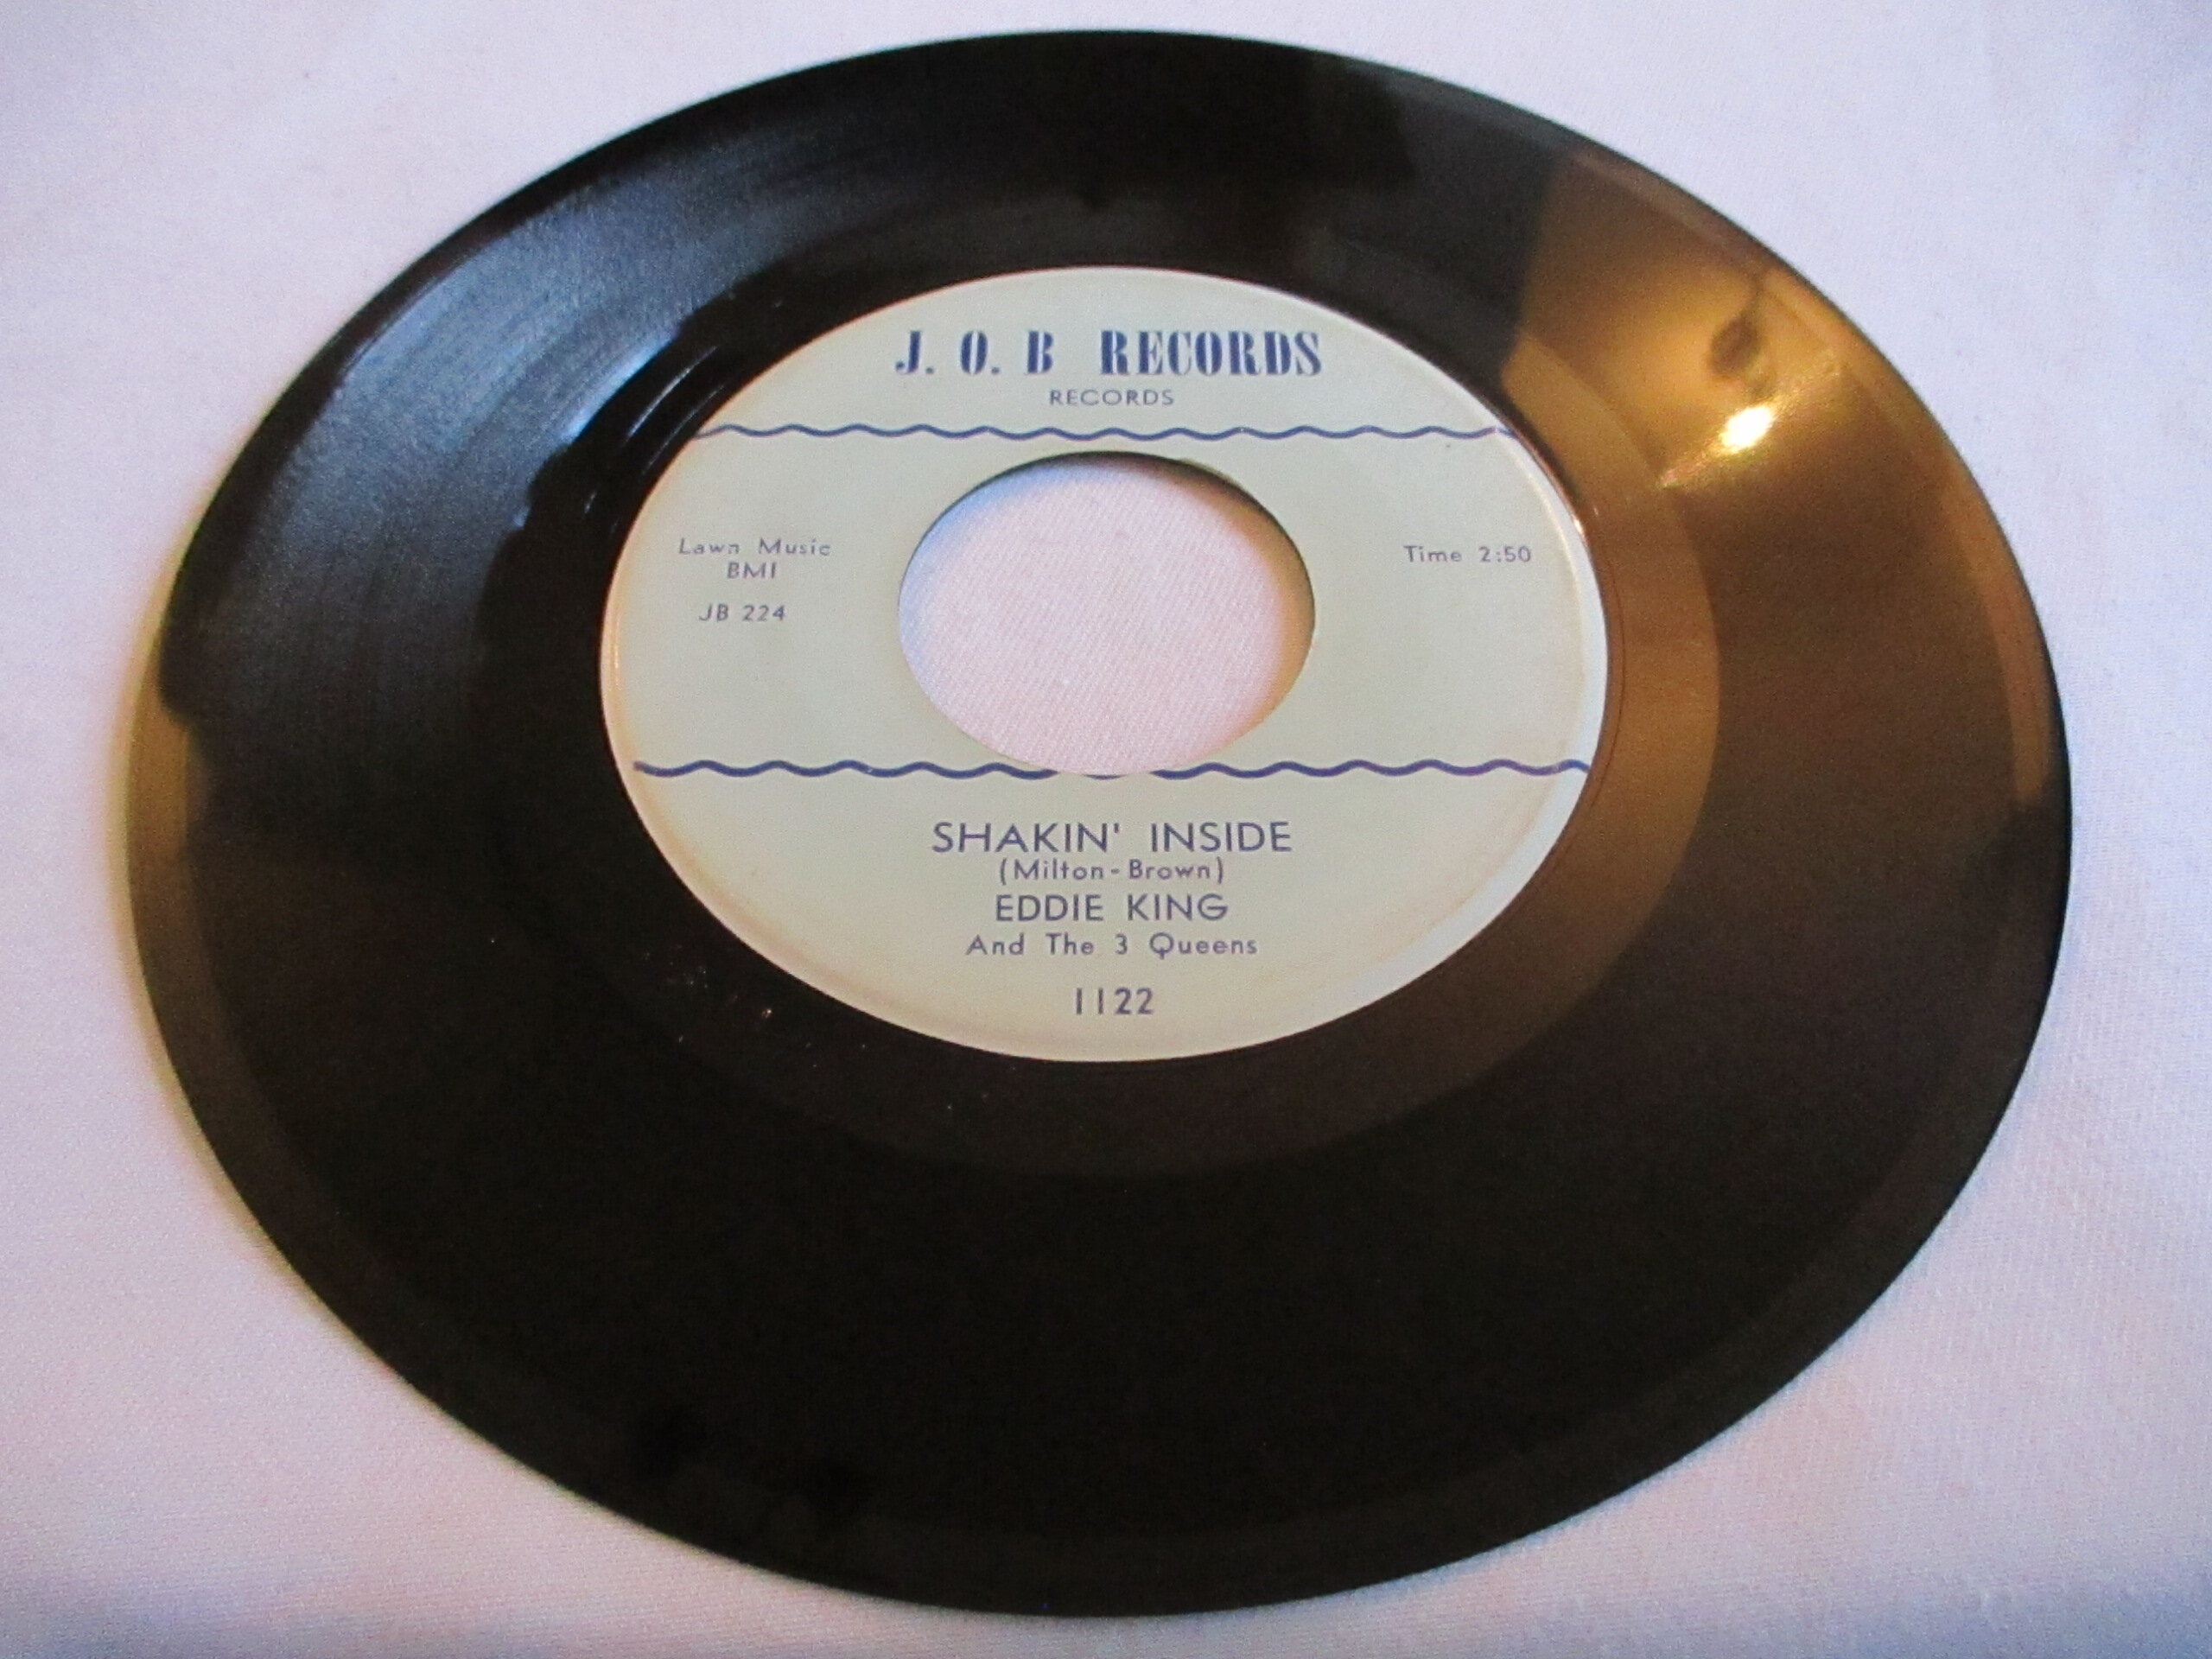 J. O. B RECORDS
RECORDS
Lawn Music
BMI
JB 224
Time 2:50
SHAKIN' INSIDE
(Milton-Brown)
EDDIE KING
And The 3 Queens
1122